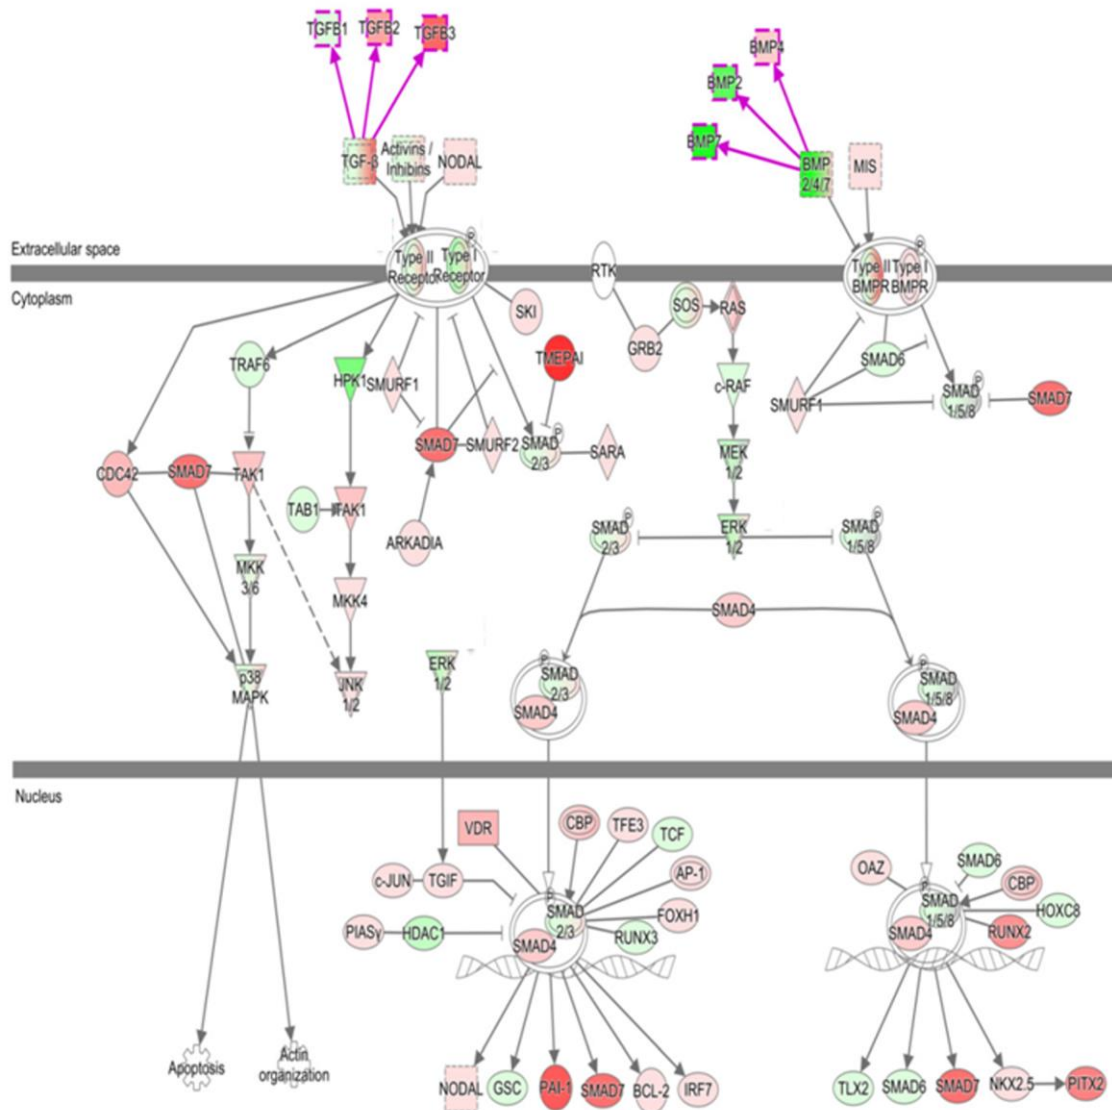 TGFB1
TGFB2
TGFB3
BMP4
BMP2
BMP7
TGF-β
Activins /
Inhibins
NODAL
BMP
2/4/7
MIS
Extracellular space
Cytoplasm
Type II
Receptor
Type I
Receptor
P
RTK
SKI
SOS
RAS
GRB2
Type II
BMPR
Type I
BMPR
P
TRAF6
HPK1
SMURF1
TMEPAI
c-RAF
SMAD6
SMURF1
SMAD
1/5/8
P
SMAD7
CDC42
SMAD7
TAK1
SMAD7
SMURF2
SMAD
2/3
P
SARA
MEK
1/2
TAB1
TAK1
ARKADIA
SMAD
2/3
P
ERK
1/2
SMAD
1/5/8
P
MKK
3/6
MKK4
SMAD4
p38
MAPK
JNK
1/2
ERK
1/2
P
SMAD
2/3
SMAD4
P
SMAD
1/5/8
SMAD4
Nucleus
VDR
CBP
TFE3
TCF
c-JUN
TGIF
AP-1
PIASγ
HDAC1
P
SMAD
2/3
SMAD4
FOXH1
RUNX3
OAZ
SMAD6
CBP
P
SMAD
1/5/8
SMAD4
HOXC8
RUNX2
Apoptosis
Actin
organization
NODAL
GSC
PAI-1
SMAD7
BCL-2
IRF7
TLX2
SMAD6
SMAD7
NKX2.5
PITX2